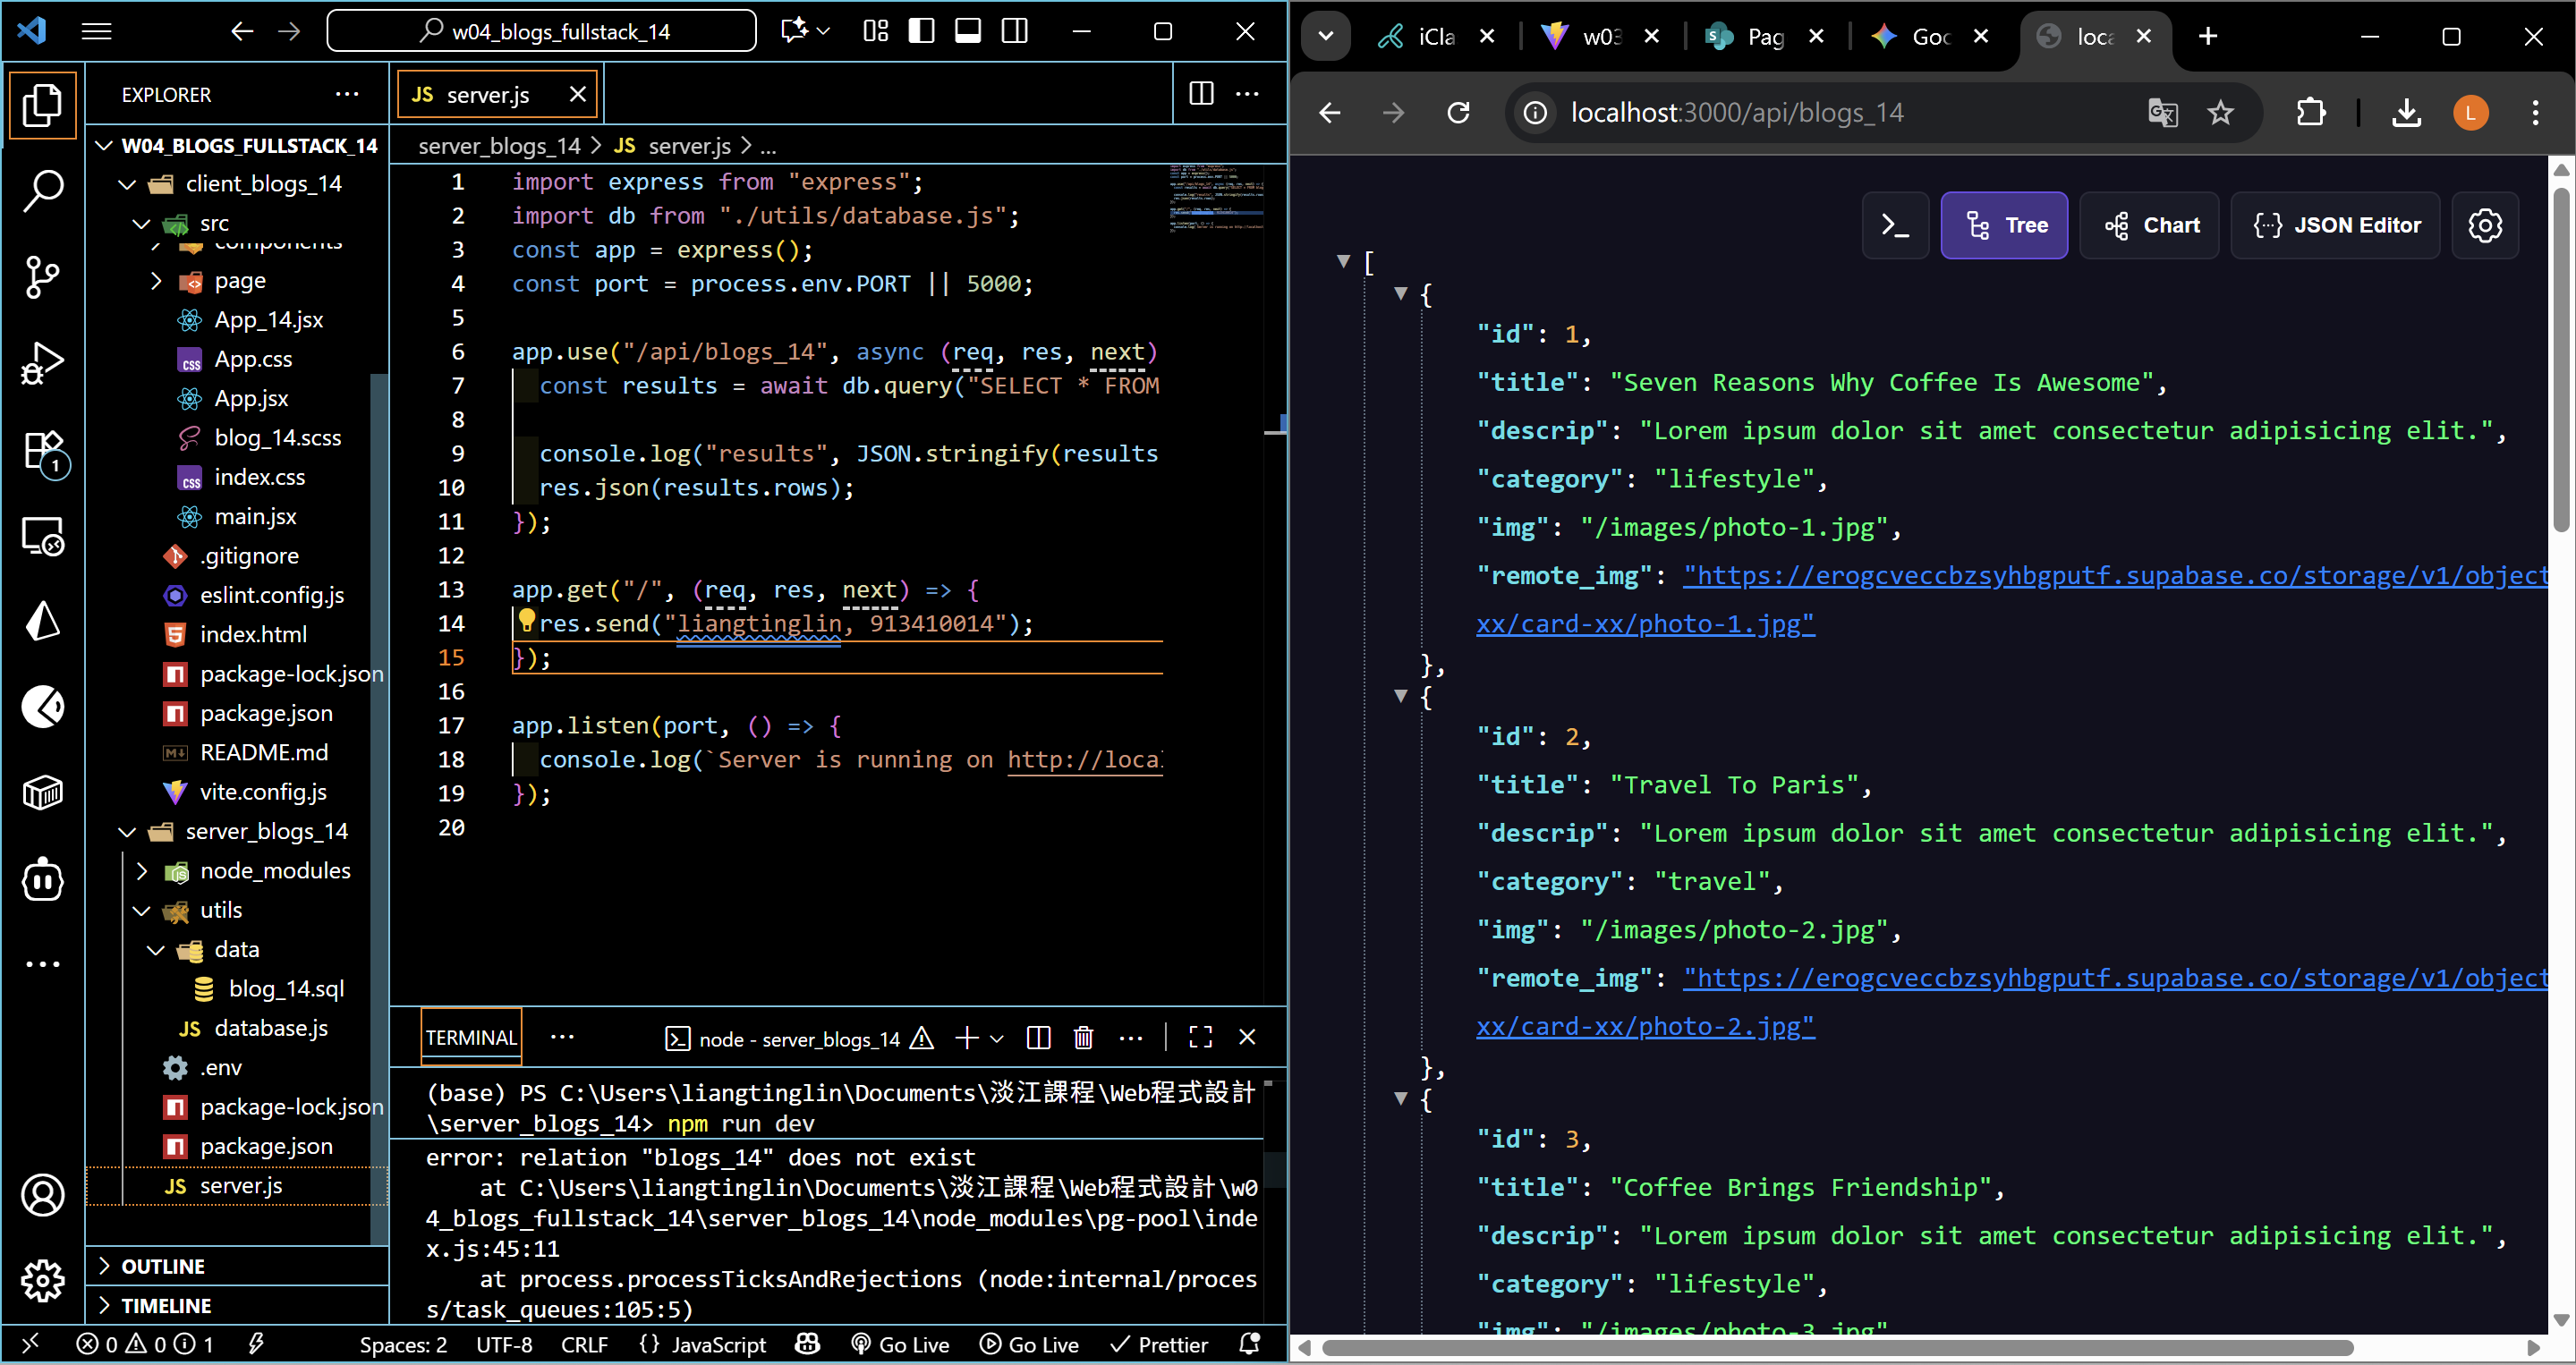 w04_blogs_fullstack_14
EXPLORER
W04_BLOGS_FULLSTACK_14
client_blogs_14
src
components
page
App_14.jsx
App.css
App.jsx
blog_14.scss
index.css
main.jsx
.gitignore
eslint.config.js
index.html
package-lock.json
package.json
README.md
vite.config.js
server_blogs_14
node_modules
utils
data
blog_14.sql
database.js
.env
package-lock.json
package.json
server.js
OUTLINE
TIMELINE
1
JS server.js
server_blogs_14 > JS server.js > ...
1 import express from "express";
2 import db from "./utils/database.js";
3 const app = express();
4 const port = process.env.PORT || 5000;
5
6 app.use("/api/blogs_14", async (req, res, next)
7 const results = await db.query("SELECT * FROM
8
9 console.log("results", JSON.stringify(results
10 res.json(results.rows);
11 });
12
13 app.get("/", (req, res, next) => {
14 res.send("liangtinglin, 913410014");
15 });
16
17 app.listen(port, () => {
18 console.log(`Server is running on http://local
19 });
20
TERMINAL
node - server_blogs_14
(base) PS C:\Users\liangtinglin\Documents\淡江課程\Web程式設計
\server_blogs_14> npm run dev
error: relation "blogs_14" does not exist
at C:\Users\liangtinglin\Documents\淡江課程\Web程式設計\w0
4_blogs_fullstack_14\server_blogs_14\node_modules\pg-pool\inde
x.js:45:11
at process.processTicksAndRejections (node:internal/proces
s/task_queues:105:5)
0 0 1
Spaces: 2
UTF-8
CRLF
{} JavaScript
Go Live
Go Live
Prettier
iCla
w03
Pag
Goo
loca
localhost:3000/api/blogs_14
L
Tree
Chart
JSON Editor
[
{
"id": 1,
"title": "Seven Reasons Why Coffee Is Awesome",
"descrip": "Lorem ipsum dolor sit amet consectetur adipisicing elit.",
"category": "lifestyle",
"img": "/images/photo-1.jpg",
"remote_img": "https://erogcveccbzsyhbgputf.supabase.co/storage/v1/object
xx/card-xx/photo-1.jpg"
},
{
"id": 2,
"title": "Travel To Paris",
"descrip": "Lorem ipsum dolor sit amet consectetur adipisicing elit.",
"category": "travel",
"img": "/images/photo-2.jpg",
"remote_img": "https://erogcveccbzsyhbgputf.supabase.co/storage/v1/object
xx/card-xx/photo-2.jpg"
},
{
"id": 3,
"title": "Coffee Brings Friendship",
"descrip": "Lorem ipsum dolor sit amet consectetur adipisicing elit.",
"category": "lifestyle",
"img": "/images/photo-3.jpg"